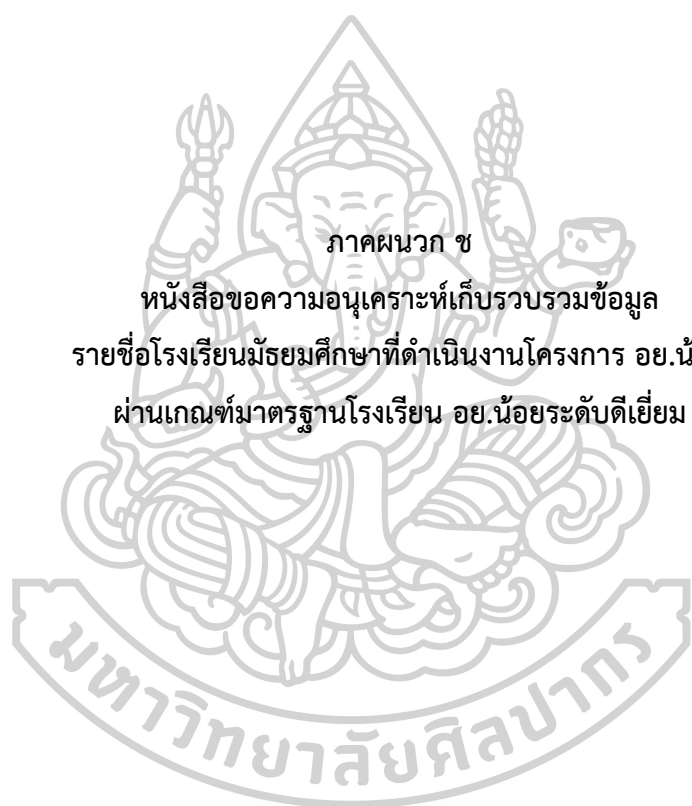 ภาคผนวก ช
หนังสือขอความอนุเคราะห์เก็บรวบรวมข้อมูล
รายชื่อโรงเรียนมัธยมศึกษาที่ดำเนินงานโครงการ อย.น้
ผ่านเกณฑ์มาตรฐานโรงเรียน อย.น้อยระดับดีเยี่ยม
มหาวิทยาลัยศิลปากร